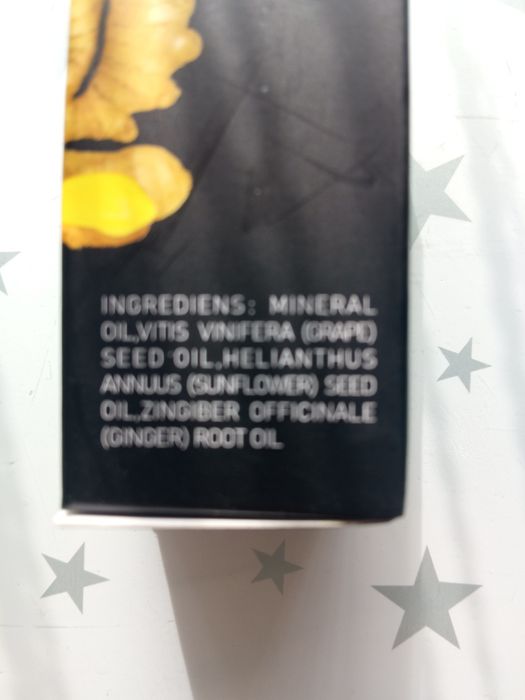 INGREDIENS: MINERAL
OIL,VITIS VINIFERA (GRAPE)
SEED OIL,HELIANTHUS
ANNUUS (SUNFLOWER) SEED
OIL,ZINGIBER OFFICINALE
(GINGER) ROOT OIL